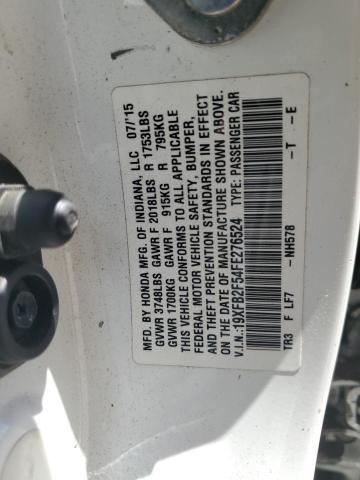 MFD. BY HONDA MFG. OF INDIANA, LLC 07/'15
GVWR 3748LBS GAWR F 2018LBS R 1753LBS
GVWR 1700KG GAWR F 915KG R 795KG
THIS VEHICLE CONFORMS TO ALL APPLICABLE
FEDERAL MOTOR VEHICLE SAFETY, BUMPER,
AND THEFT PREVENTION STANDARDS IN EFFECT
ON THE DATE OF MANUFACTURE SHOWN ABOVE.
V.I.N.:19XFB2F54FE276524 TYPE: PASSENGER CAR
TR3 F LF7 -NH578 -T -E